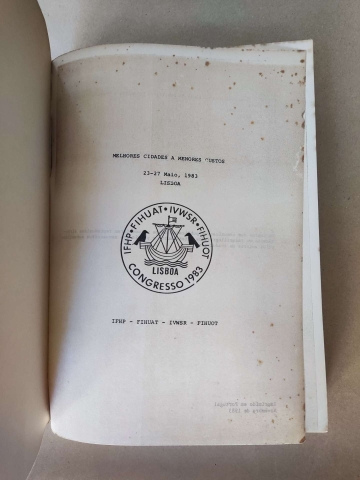 MELHORES CIDADES A MENORES CUSTOS
23-27 Maio, 1983
LISBOA
IFHP • FIHUAT • IVWSR • FIHUOT
LISBOA
CONGRESSO 1983
IFHP - FIHUAT - IVWSR - FIHUOT